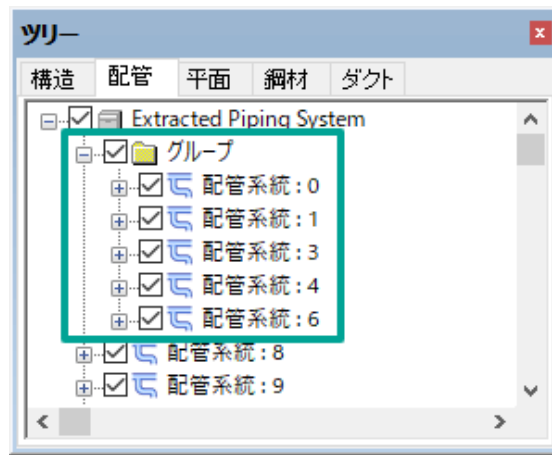 ツリー
構造 配管 平面 鋼材 ダクト
Extracted Piping System
グループ
配管系統:0
配管系統:1
配管系統:3
配管系統:4
配管系統:6
配管系統:8
配管系統:9